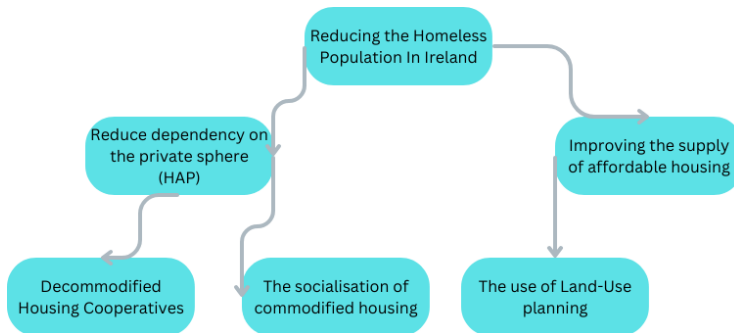 Reducing the Homeless
Population In Ireland
Reduce dependency on
the private sphere
(HAP)
Improving the supply
of affordable housing
Decommodified
Housing Cooperatives
The socialisation of
commodified housing
The use of Land-Use
planning